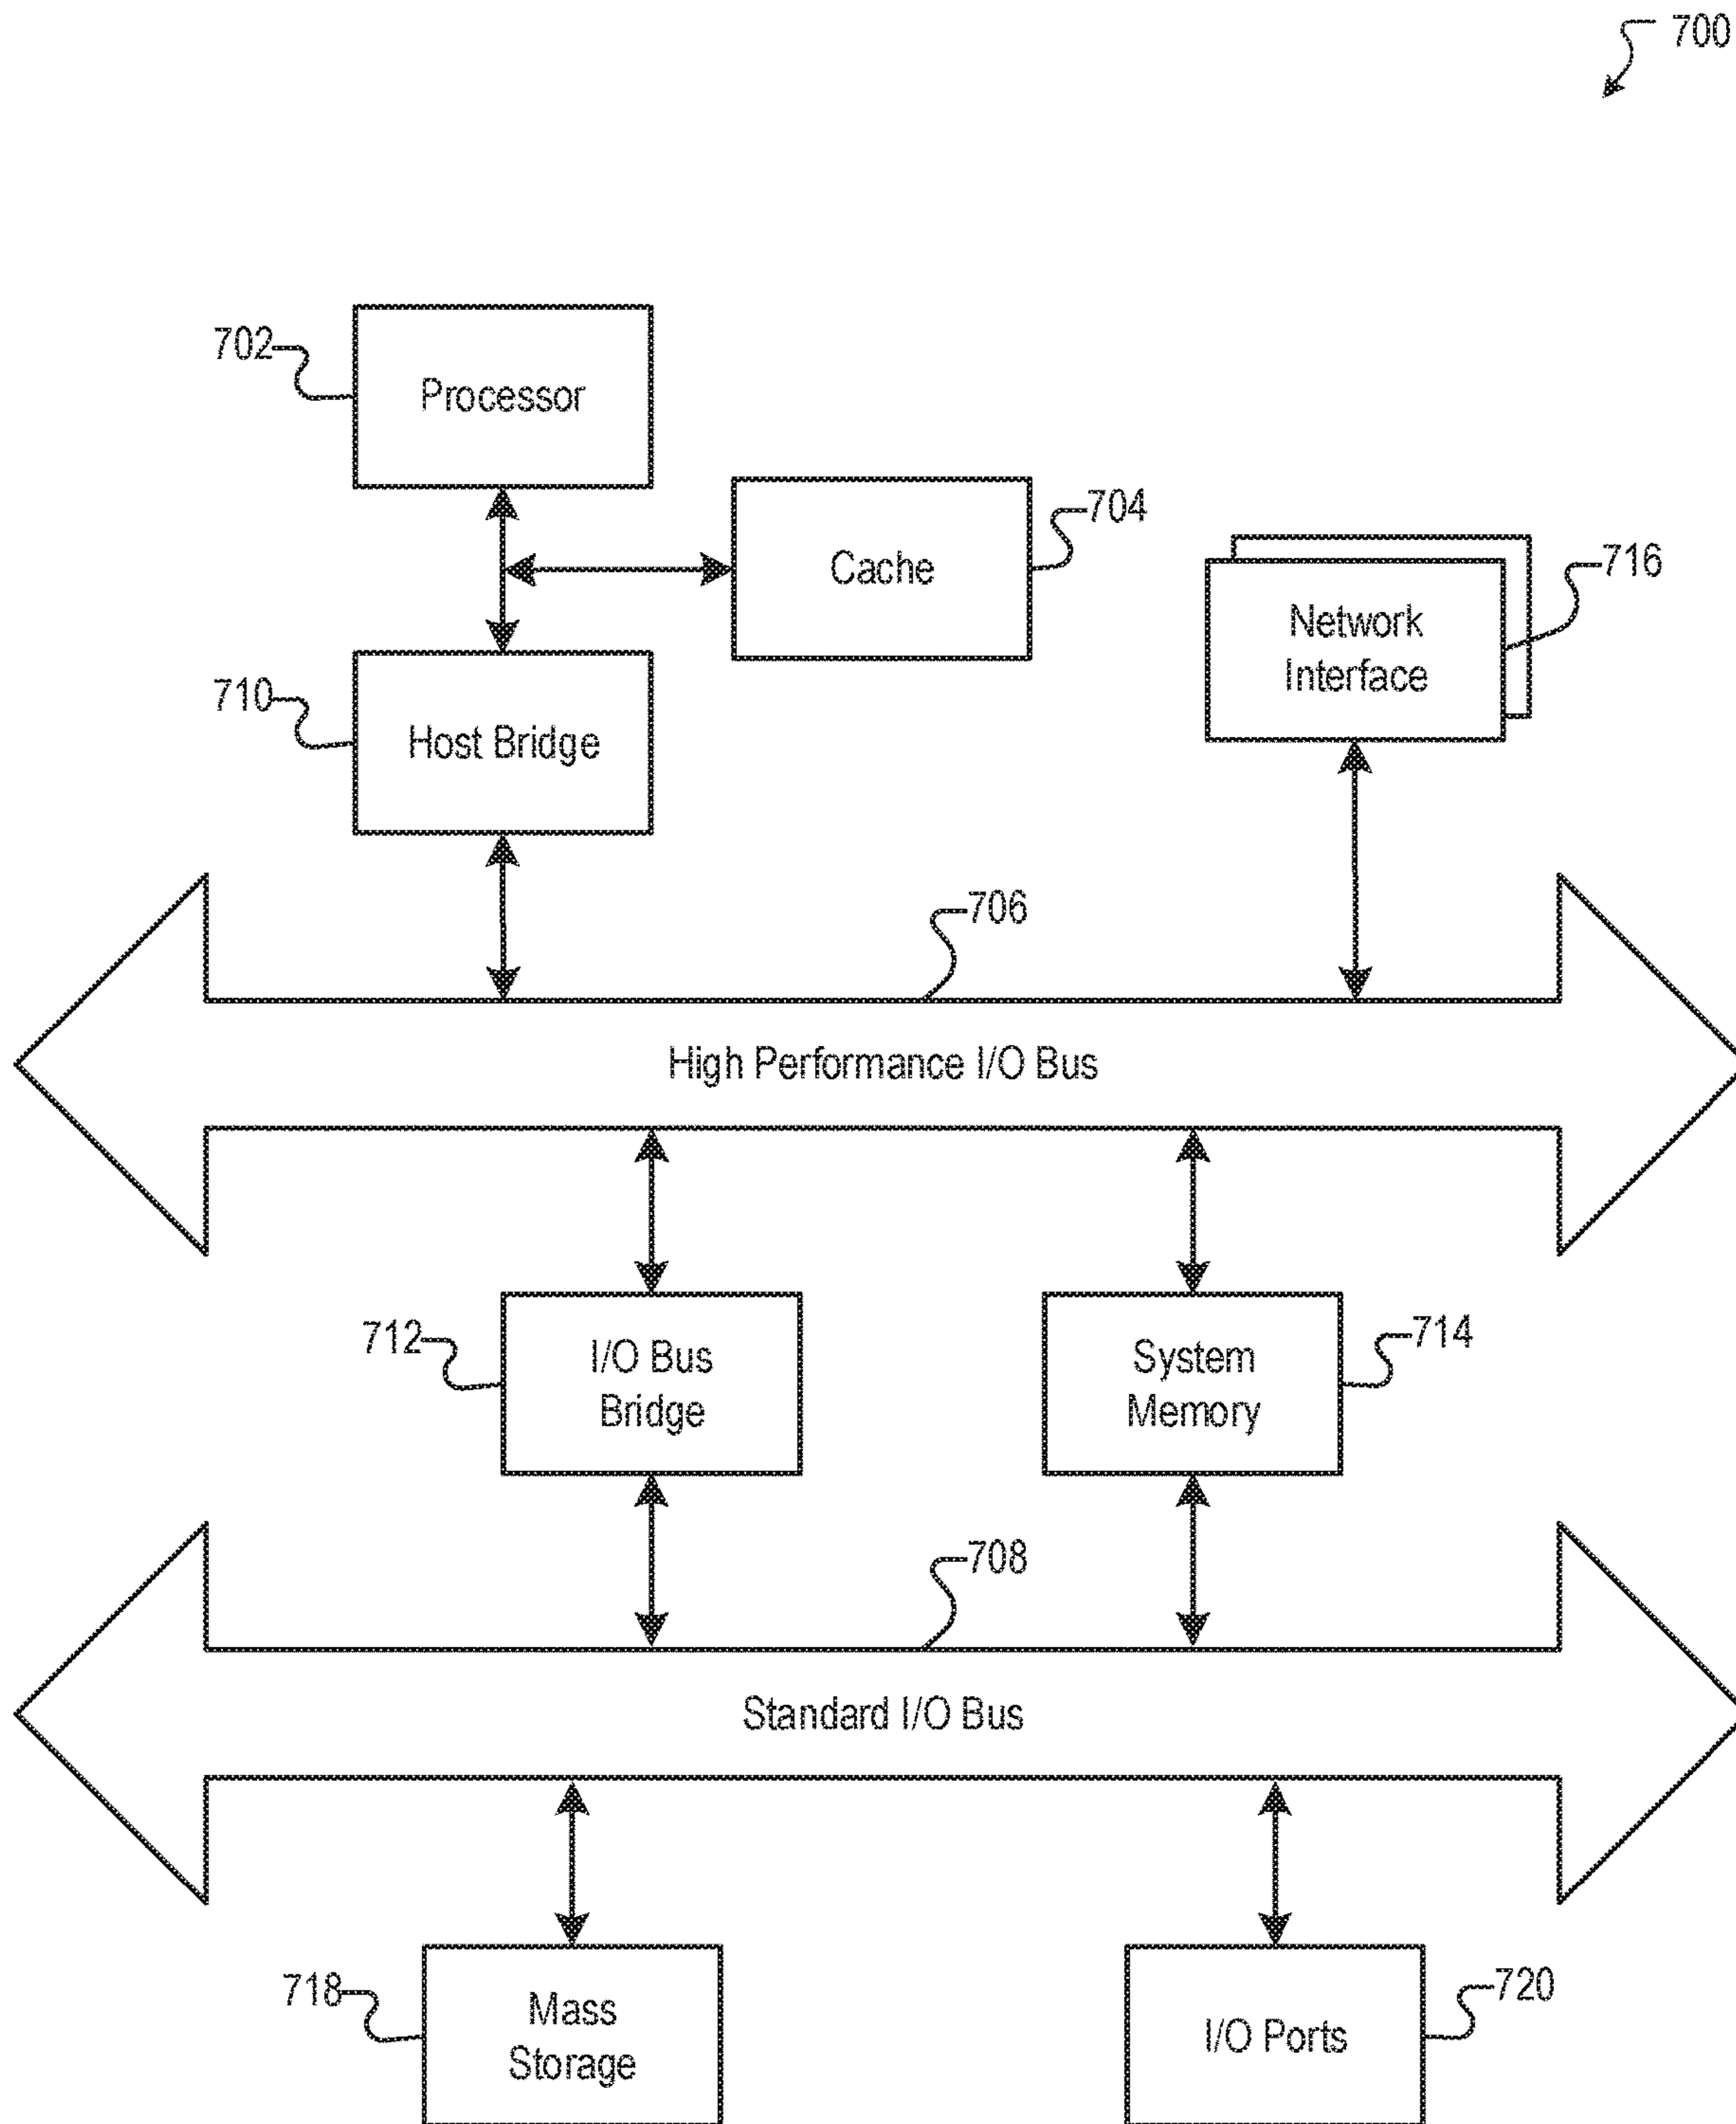 700
702
Processor
704
Cache
716
Network
Interface
710
Host Bridge
706
High Performance I/O Bus
712
I/O Bus
Bridge
714
System
Memory
708
Standard I/O Bus
718
Mass
Storage
720
I/O Ports